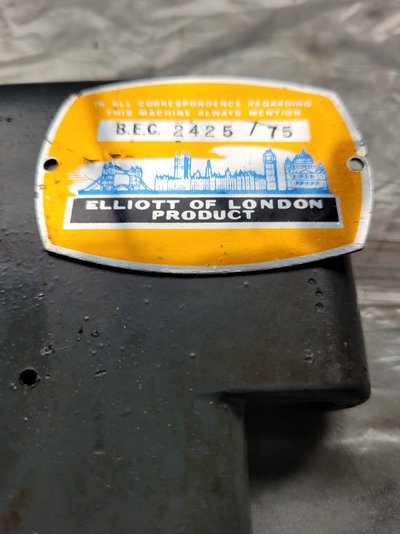 IN ALL CORRESPONDENCE REGARDING
THIS MACHINE ALWAYS MENTION
B.E.C. 2425 / 75
ELLIOTT OF LONDON
PRODUCT